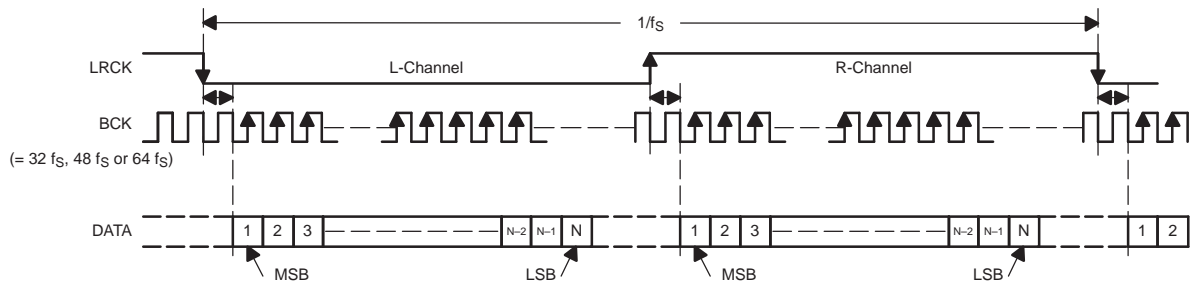 1/fS
LRCK L-Channel R-Channel
BCK
(= 32 fS, 48 fS or 64 fS)
DATA 1 2 3 N–2 N–1 N 1 2 3 N–2 N–1 N 1 2
MSB LSB MSB LSB